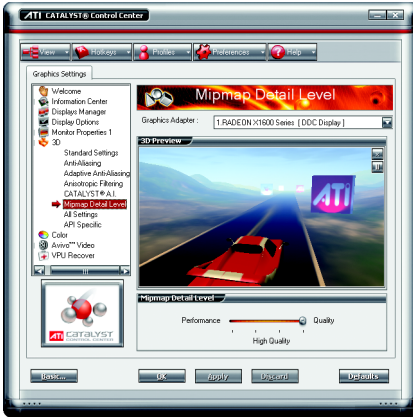 ATI CATALYST® Control Center
View Hotkeys Profiles Preferences Help
Graphics Settings
Welcome
Information Center
Displays Manager
Display Options
Monitor Properties 1
3D
Standard Settings
Anti-Aliasing
Adaptive Anti-Aliasing
Anisotropic Filtering
CATALYST® A.I.
Mipmap Detail Level
All Settings
API Specific
Color
Avivo™ Video
VPU Recover
ATI CATALYST
CONTROL CENTER
Mipmap Detail Level
Graphics Adapter :
1.RADEON X1600 Series [ DDC Display ]
3D Preview
ATI
Mipmap Detail Level
Performance
Quality
High Quality
Basic...
OK
Apply
Discard
Defaults